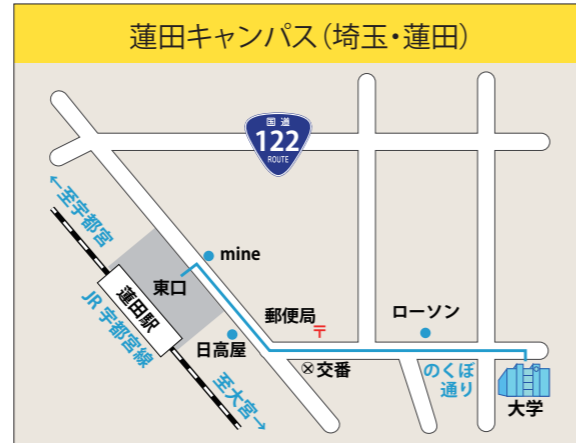 蓮田キャンパス（埼玉・蓮田）
国道
122
ROUTE
←至宇都宮
mine
東口
蓮田駅
JR 宇都宮線
郵便局
〒
ローソン
日高屋
交番
のくぼ
通り
大学
至大宮→